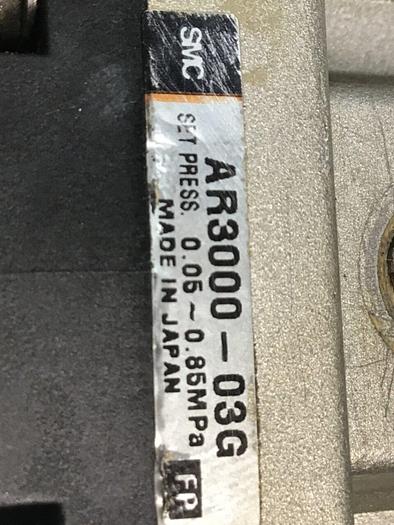 SMC
AR3000-03G
SET PRESS. 0.05~0.85MPa
MADE IN JAPAN
FP